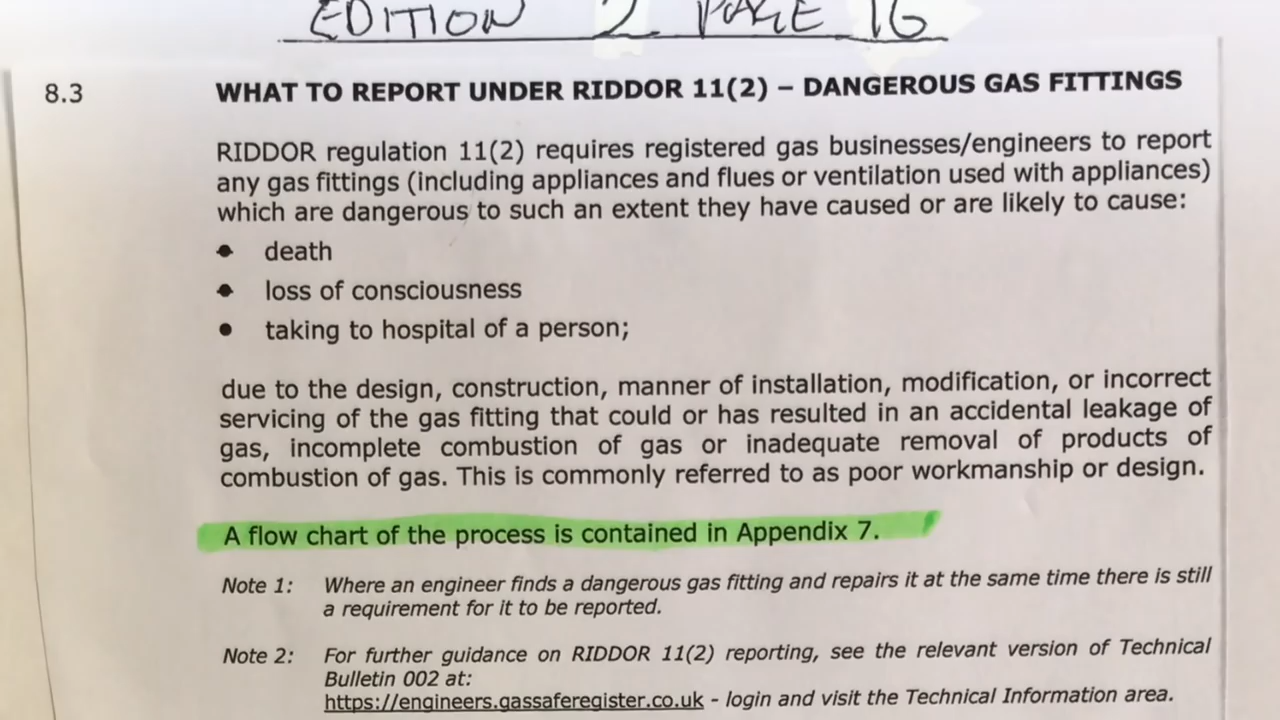 EDITION 2 PAGE 16
8.3 WHAT TO REPORT UNDER RIDDOR 11(2) – DANGEROUS GAS FITTINGS
RIDDOR regulation 11(2) requires registered gas businesses/engineers to report
any gas fittings (including appliances and flues or ventilation used with appliances)
which are dangerous to such an extent they have caused or are likely to cause:
● death
● loss of consciousness
● taking to hospital of a person;
due to the design, construction, manner of installation, modification, or incorrect
servicing of the gas fitting that could or has resulted in an accidental leakage of
gas, incomplete combustion of gas or inadequate removal of products of
combustion of gas. This is commonly referred to as poor workmanship or design.
A flow chart of the process is contained in Appendix 7.
Note 1: Where an engineer finds a dangerous gas fitting and repairs it at the same time there is still
a requirement for it to be reported.
Note 2: For further guidance on RIDDOR 11(2) reporting, see the relevant version of Technical
Bulletin 002 at:
https://engineers.gassaferegister.co.uk - login and visit the Technical Information area.